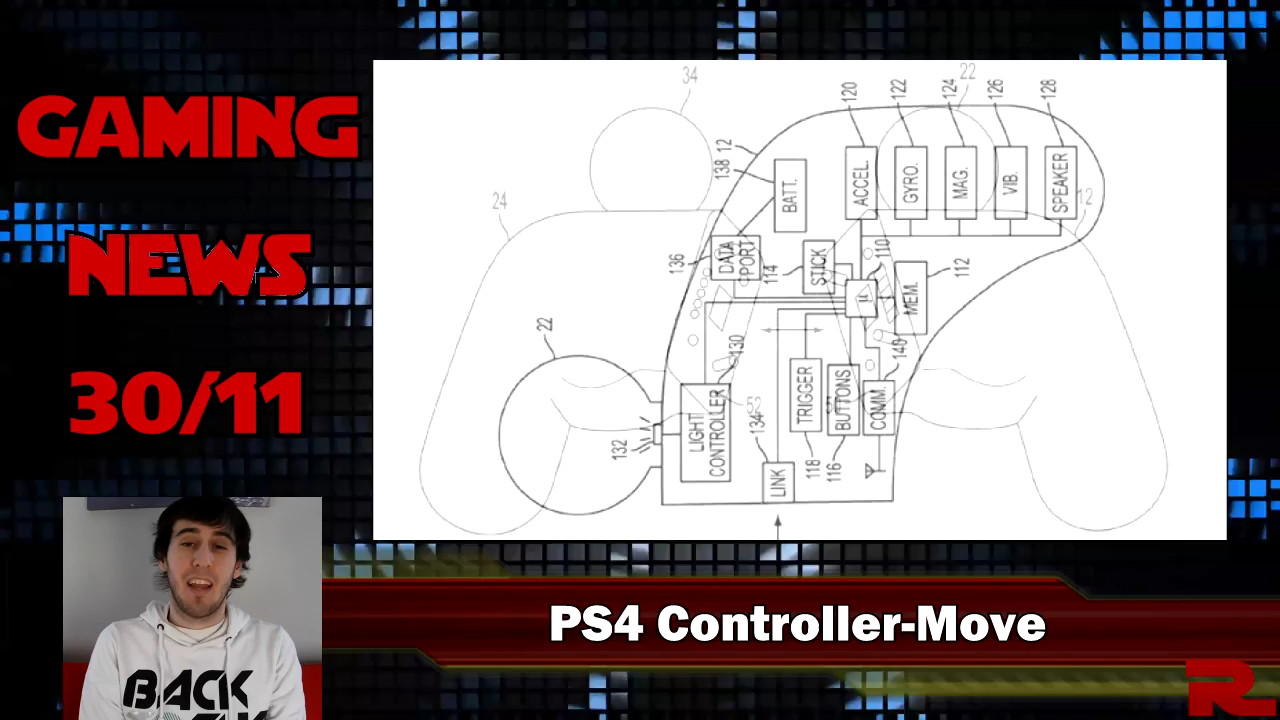 GAMING
NEWS
30/11
34
24
22
12
138
BATT.
136
DATA
PORT
114
STICK
120
ACCEL.
122
GYRO.
22
124
MAG.
126
VIB.
128
SPEAKER
12
110
µ
112
MEM.
140
130
132
LIGHT
CONTROLLER
52
134
LINK
118
TRIGGER
116
BUTTONS
COMM.
PS4 Controller-Move
BACK
R